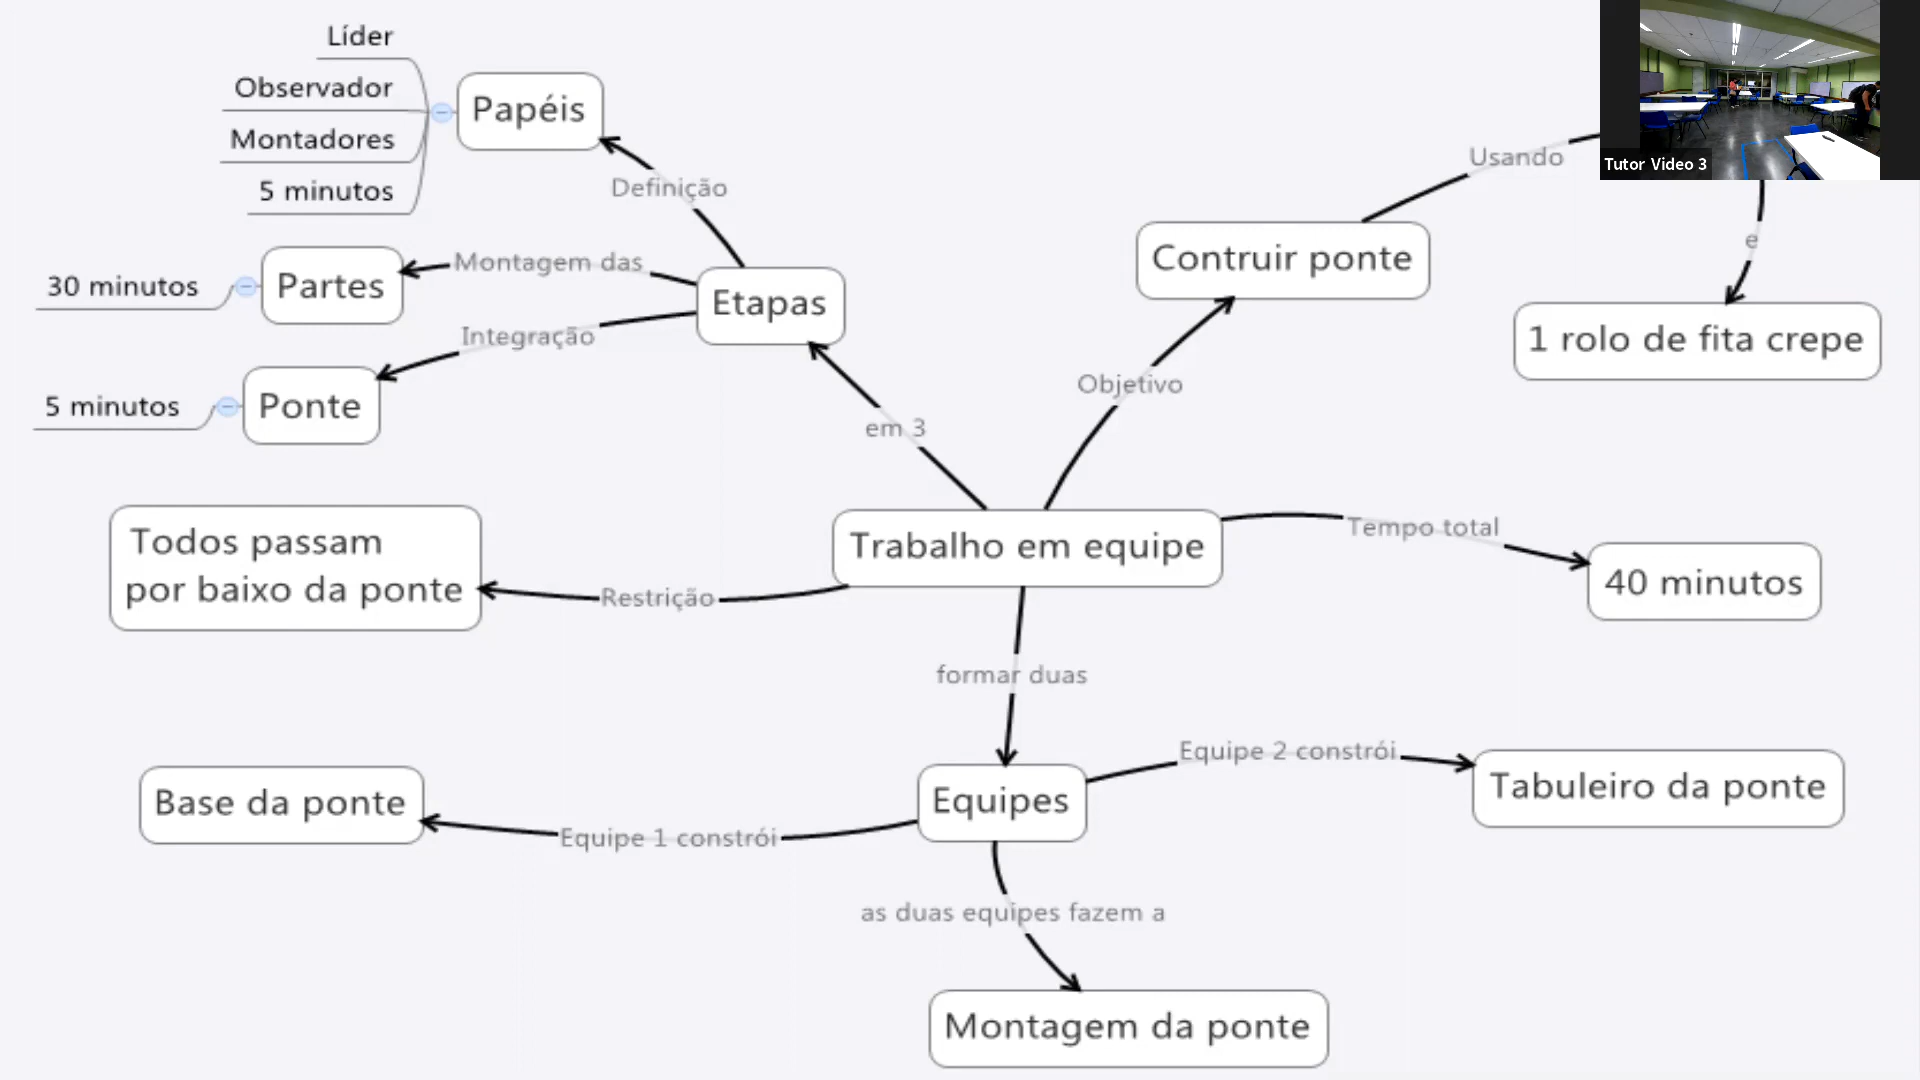 Líder
Observador
Montadores
5 minutos
Papéis
Definição
30 minutos
Partes
Montagem das
Etapas
Integração
5 minutos
Ponte
em 3
Usando
Tutor Video 3
Contruir ponte
e
1 rolo de fita crepe
Objetivo
Todos passam
por baixo da ponte
Restrição
Trabalho em equipe
Tempo total
40 minutos
formar duas
Base da ponte
Equipe 1 constrói
Equipes
Equipe 2 constrói
Tabuleiro da ponte
as duas equipes fazem a
Montagem da ponte